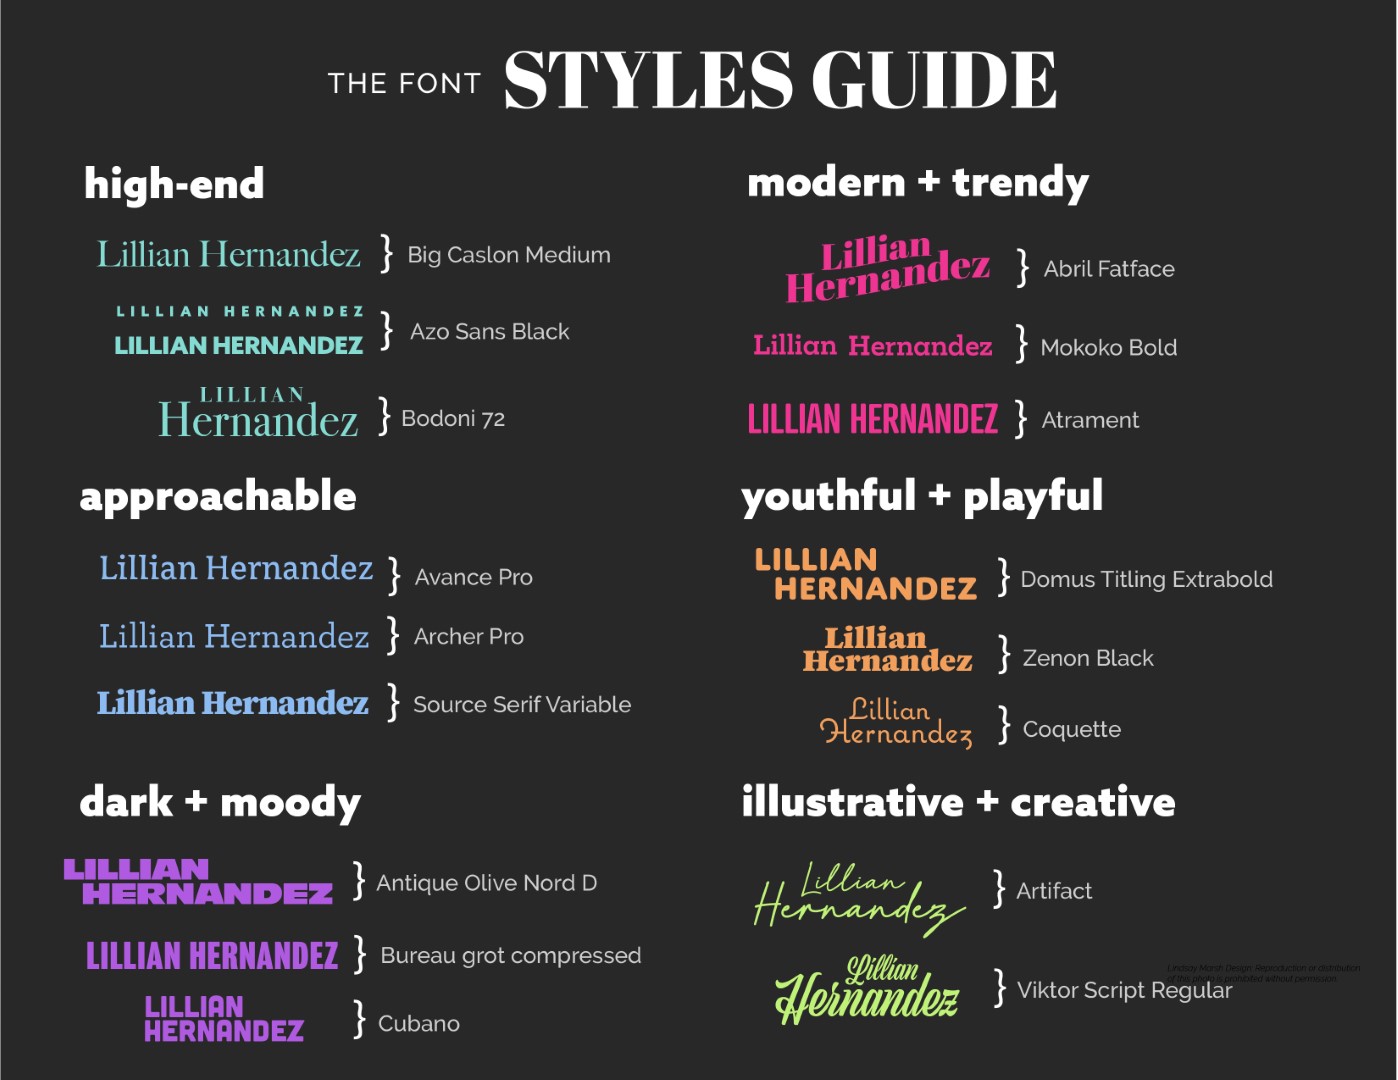 THE FONT STYLES GUIDE
high-end
Lillian Hernandez } Big Caslon Medium
LILLIAN HERNANDEZ
LILLIAN HERNANDEZ
} Azo Sans Black
LILLIAN
Hernandez
} Bodoni 72
modern + trendy
Lillian
Hernandez
} Abril Fatface
Lillian Hernandez } Mokoko Bold
LILLIAN HERNANDEZ } Atrament
approachable
Lillian Hernandez } Avance Pro
Lillian Hernandez } Archer Pro
Lillian Hernandez } Source Serif Variable
youthful + playful
LILLIAN
HERNANDEZ
} Domus Titling Extrabold
Lillian
Hernandez
} Zenon Black
Lillian
Hernandez
} Coquette
dark + moody
LILLIAN
HERNANDEZ
} Antique Olive Nord D
LILLIAN HERNANDEZ } Bureau grot compressed
LILLIAN
HERNANDEZ
} Cubano
illustrative + creative
Lillian
Hernandez
} Artifact
Lillian
Hernandez
} Viktor Script Regular
Lindsay Marsh Design: Reproduction or distribution
of this photo is prohibited without permission.